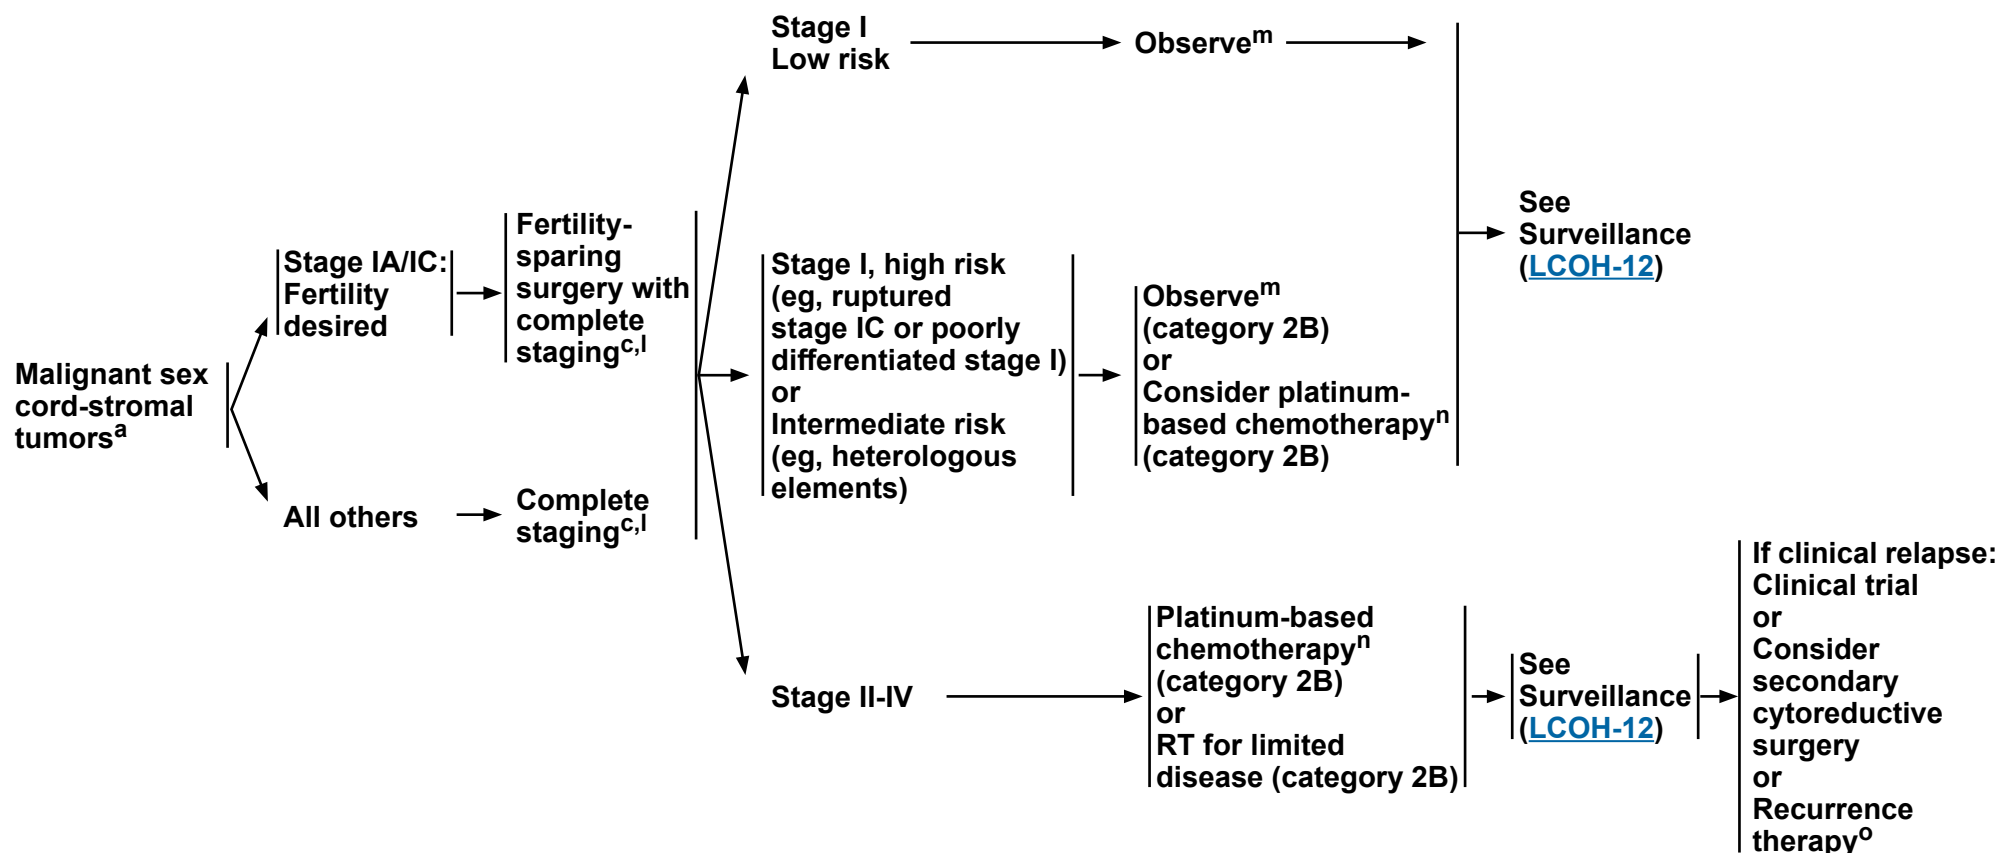 Malignant sex
cord-stromal
tumorsa
Stage IA/IC:
Fertility
desired
All others
Fertility-
sparing
surgery with
complete
stagingc,l
Complete
stagingc,l
Stage I
Low risk
Stage I, high risk
(eg, ruptured
stage IC or poorly
differentiated stage I)
or
Intermediate risk
(eg, heterologous
elements)
Stage II-IV
Observem
Observem
(category 2B)
or
Consider platinum-
based chemotherapyn
(category 2B)
Platinum-based
chemotherapyn
(category 2B)
or
RT for limited
disease (category 2B)
See
Surveillance
(LCOH-12)
See
Surveillance
(LCOH-12)
If clinical relapse:
Clinical trial
or
Consider
secondary
cytoreductive
surgery
or
Recurrence
therapyo